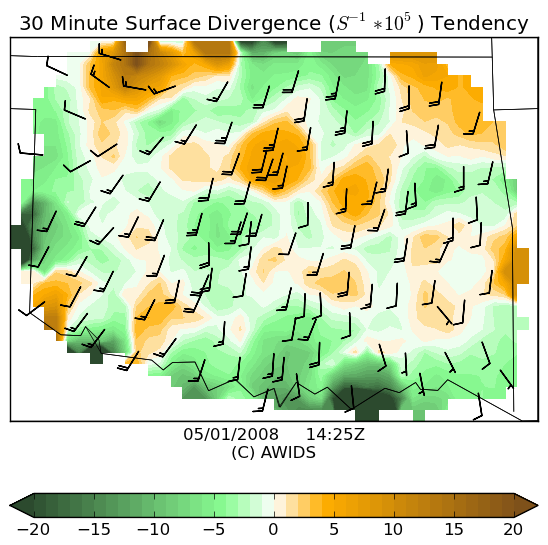 30 Minute Surface Divergence (S⁻¹ *10⁵ ) Tendency
05/01/2008 14:25Z
(C) AWIDS
−20 −15 −10 −5 0 5 10 15 20